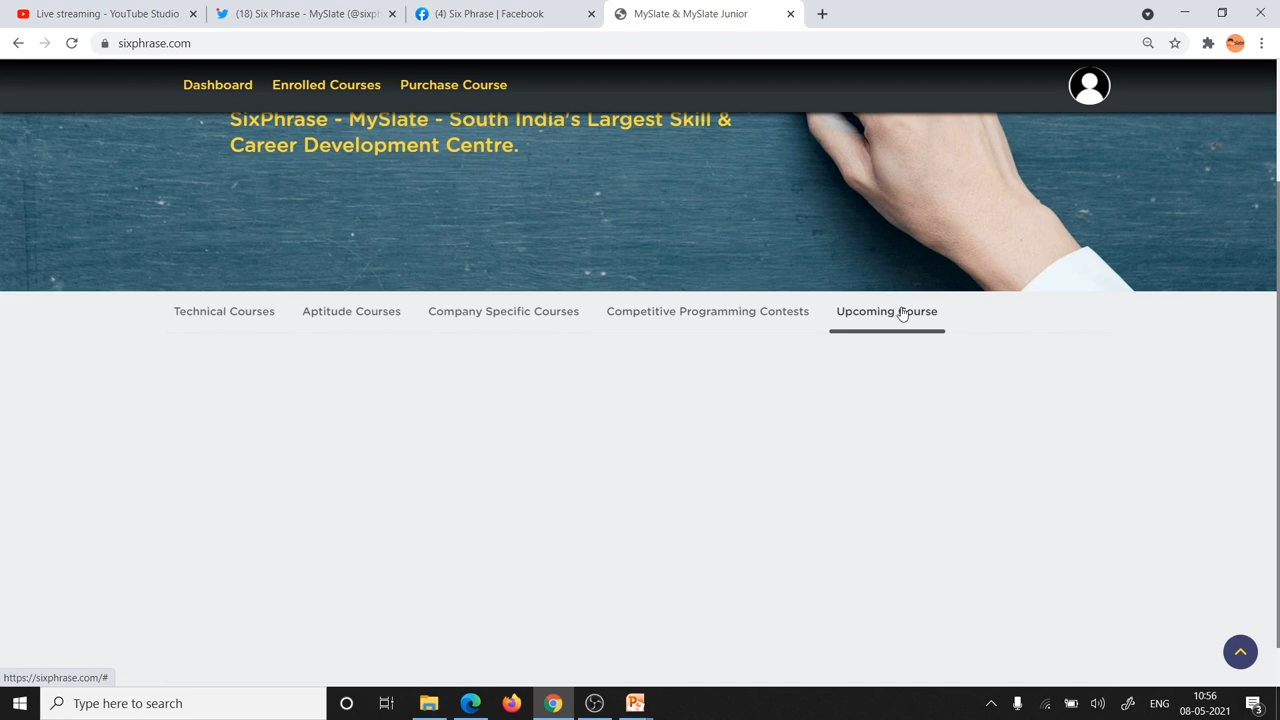 Live streaming - YouTube Studio
(18) Six Phrase - MySlate (@sixp
(4) Six Phrase | Facebook
MySlate & MySlate Junior
sixphrase.com
Dashboard
Enrolled Courses
Purchase Course
SixPhrase - MySlate - South India's Largest Skill &
Career Development Centre.
Technical Courses
Aptitude Courses
Company Specific Courses
Competitive Programming Contests
Upcoming Course
https://sixphrase.com/#
Type here to search
ENG
10:56
08-05-2021
3